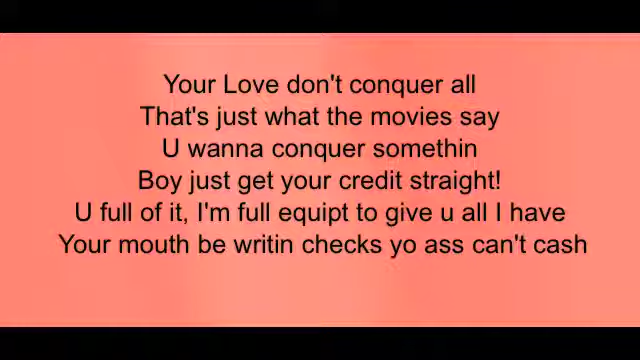 Your Love don't conquer all
That's just what the movies say
U wanna conquer somethin
Boy just get your credit straight!
U full of it, I'm full equipt to give u all I have
Your mouth be writin checks yo ass can't cash